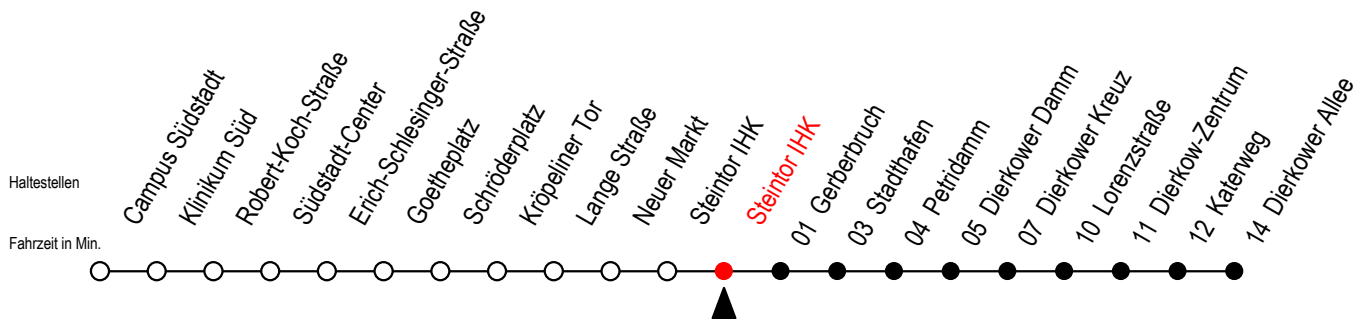 Haltestellen
Fahrzeit in Min.
Campus Südstadt
Klinikum Süd
Robert-Koch-Straße
Südstadt-Center
Erich-Schlesinger-Straße
Goetheplatz
Schröderplatz
Kröpeliner Tor
Lange Straße
Neuer Markt
Steintor IHK
Steintor IHK
01 Gerberbruch
03 Stadthafen
04 Petridamm
05 Dierkower Damm
07 Dierkower Kreuz
10 Lorenzstraße
11 Dierkow-Zentrum
12 Katerweg
14 Dierkower Allee